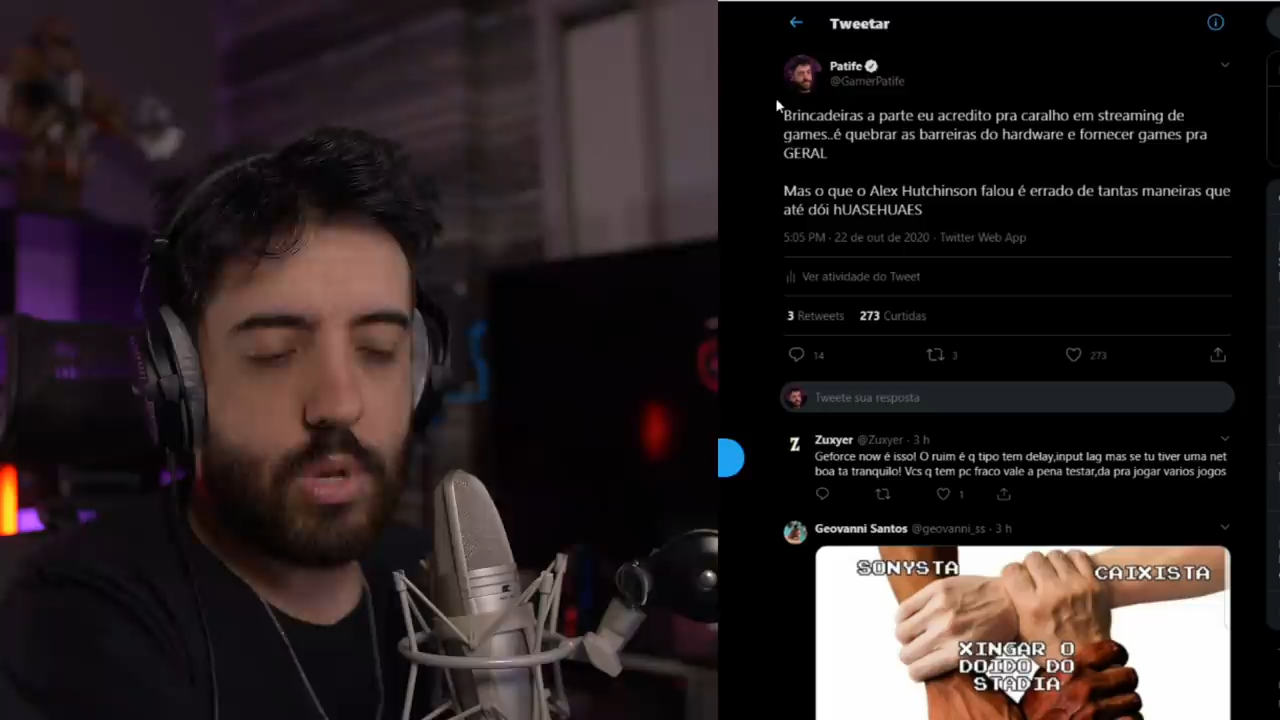 Tweetar
Patife
@GamerPatife
Brincadeiras a parte eu acredito pra caralho em streaming de
games..é quebrar as barreiras do hardware e fornecer games pra
GERAL
Mas o que o Alex Hutchinson falou é errado de tantas maneiras que
até dói hUASEHUAES
5:05 PM · 22 de out de 2020 · Twitter Web App
Ver atividade do Tweet
3 Retweets 273 Curtidas
14 3 273
Tweete sua resposta
Zuxyer @Zuxyer · 3 h
Geforce now é isso! O ruim é q tipo tem delay,input lag mas se tu tiver uma net
boa ta tranquilo! Vcs q tem pc fraco vale a pena testar,da pra jogar varios jogos
1
Geovanni Santos @geovanni_ss · 3 h
SONYSTA
CAIXISTA
XINGAR O
DOIDO DO
STADIA